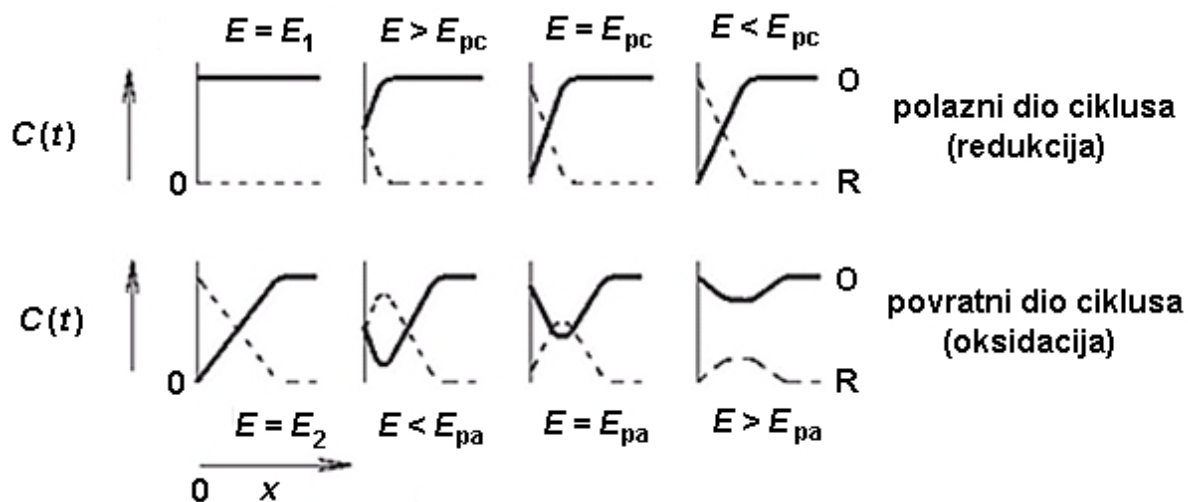 E = E₁ E > Epc E = Epc E < Epc
C(t)
0
O
R
polazni dio ciklusa
(redukcija)
C(t)
0
O
R
povratni dio ciklusa
(oksidacija)
E = E₂ E < Epa E = Epa E > Epa
0 x